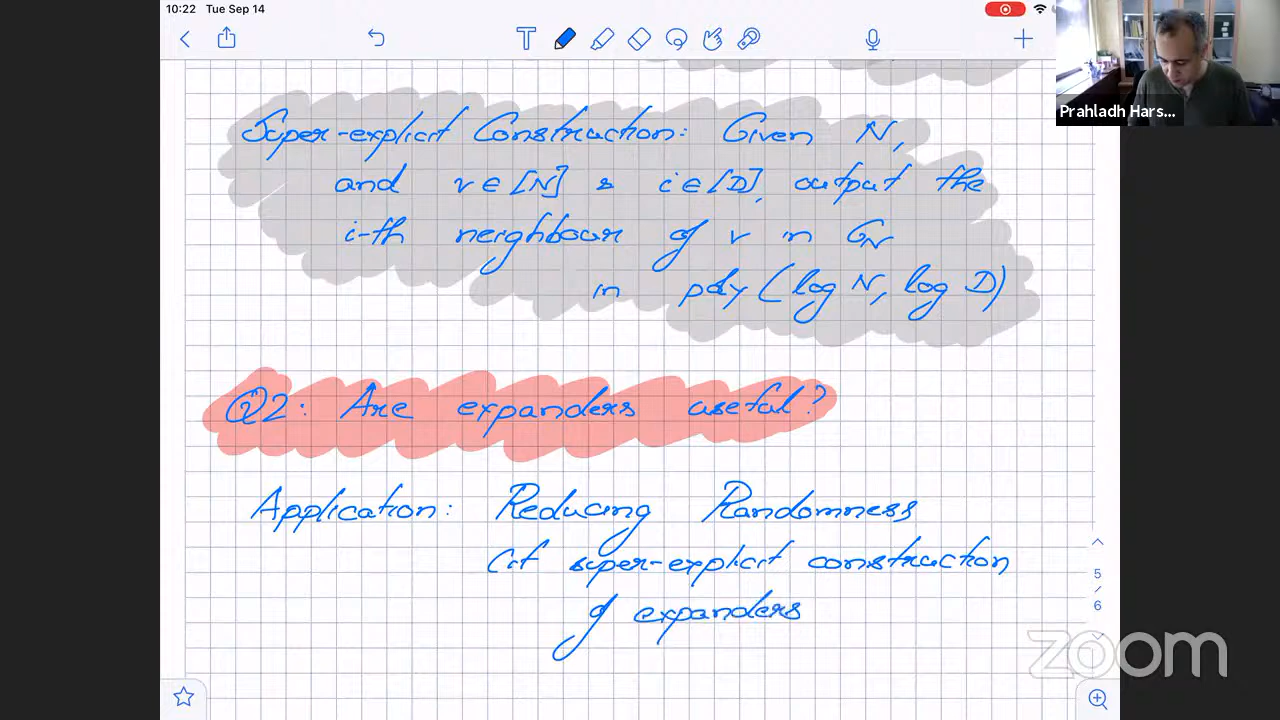 10:22 Tue Sep 14
Prahladh Hars...
Super-explicit Construction: Given N,
and v ∈ [N] & i ∈ [D], output the
i-th neighbour of v in G_N
in poly (log N, log D)
Q2: Are expanders useful?
Application: Reducing Randomness
(if super-explicit construction
of expanders
5
/
6
zoom